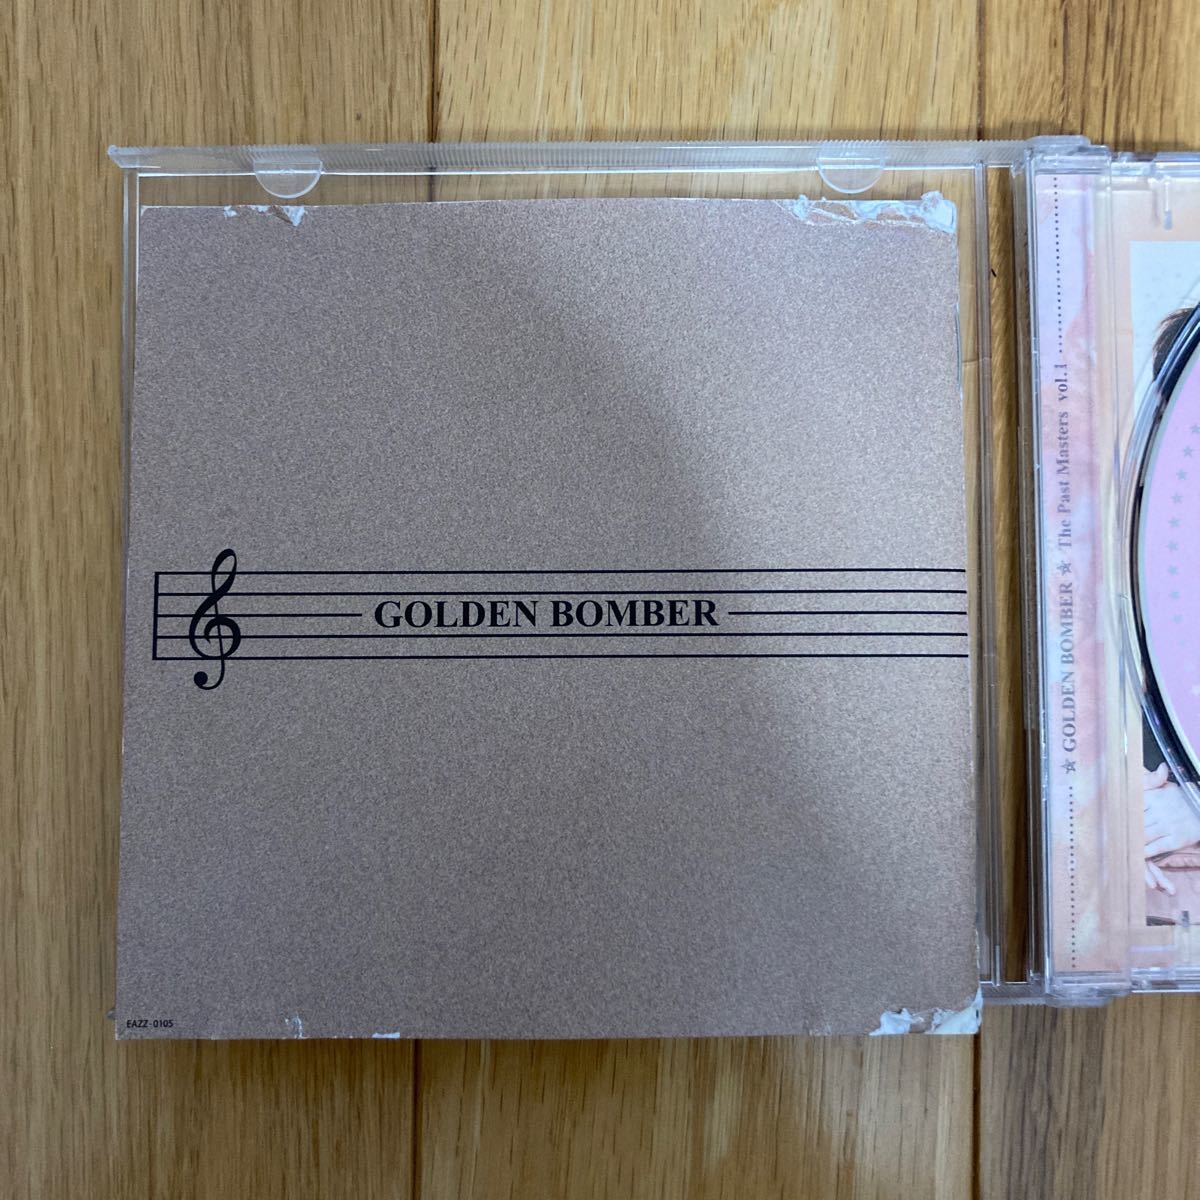 GOLDEN BOMBER
EAZZ-0105
☆ GOLDEN BOMBER ☆ The Past Masters vol.1